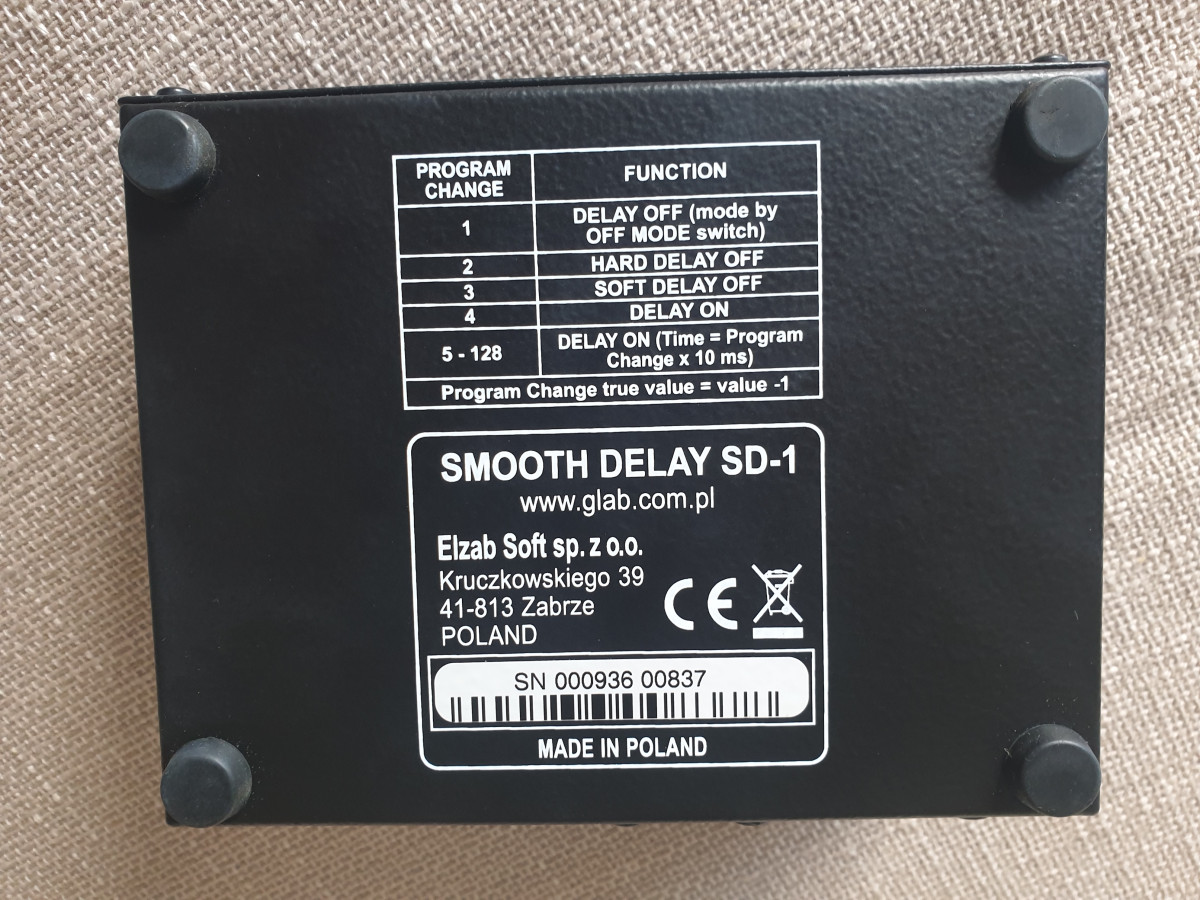 PROGRAM CHANGE FUNCTION
1 DELAY OFF (mode by OFF MODE switch)
2 HARD DELAY OFF
3 SOFT DELAY OFF
4 DELAY ON
5 - 128 DELAY ON (Time = Program Change x 10 ms)
Program Change true value = value -1
SMOOTH DELAY SD-1
www.glab.com.pl
Elzab Soft sp. z o.o.
Kruczkowskiego 39
41-813 Zabrze
POLAND
CE
SN 000936 00837
MADE IN POLAND